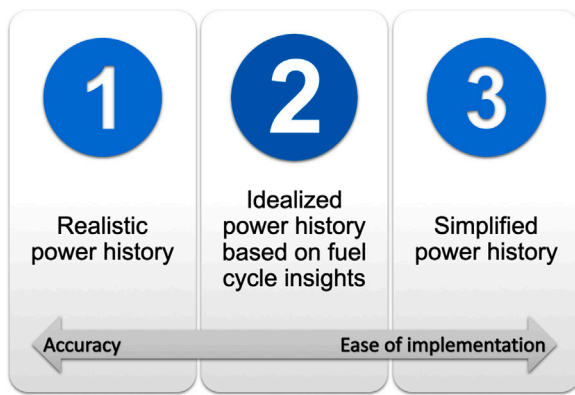 1
Realistic
power history
2
Idealized
power history
based on fuel
cycle insights
3
Simplified
power history
Accuracy
Ease of implementation